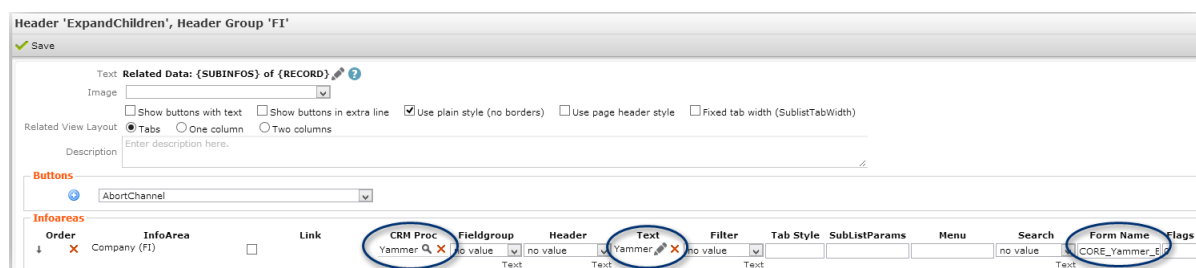 Header 'ExpandChildren', Header Group 'FI'
Save
Text Related Data: {SUBINFOS} of {RECORD}
Image
Show buttons with text Show buttons in extra line Use plain style (no borders) Use page header style Fixed tab width (SublistTabWidth)
Related View Layout Tabs One column Two columns
Description Enter description here.
Buttons
AbortChannel
Infoareas
Order InfoArea Link CRM Proc Fieldgroup Header Text Filter Tab Style SubListParams Menu Search Form Name Flags
Company (FI) Yammer no value no value Yammer no value no value CORE_Yammer_E
Text Text Text Text